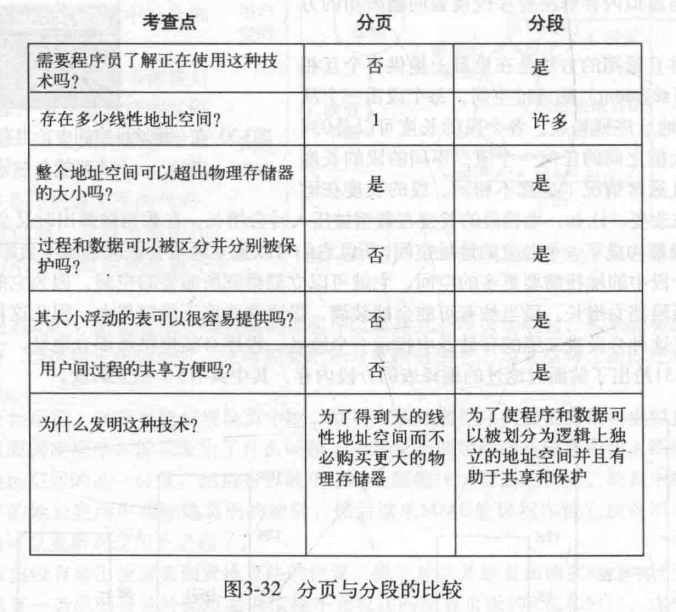 考查点 分页 分段
需要程序员了解正在使用这种技
术吗？ 否 是
存在多少线性地址空间？ 1 许多
整个地址空间可以超出物理存储器
的大小吗？ 是 是
过程和数据可以被区分并分别被保
护吗？ 否 是
其大小浮动的表可以很容易提供吗？ 否 是
用户间过程的共享方便吗？ 否 是
为什么发明这种技术？
为了得到大的线
性地址空间而不
必购买更大的物
理存储器
为了使程序和数据可
以被划分为逻辑上独
立的地址空间并且有
助于共享和保护
图3-32 分页与分段的比较